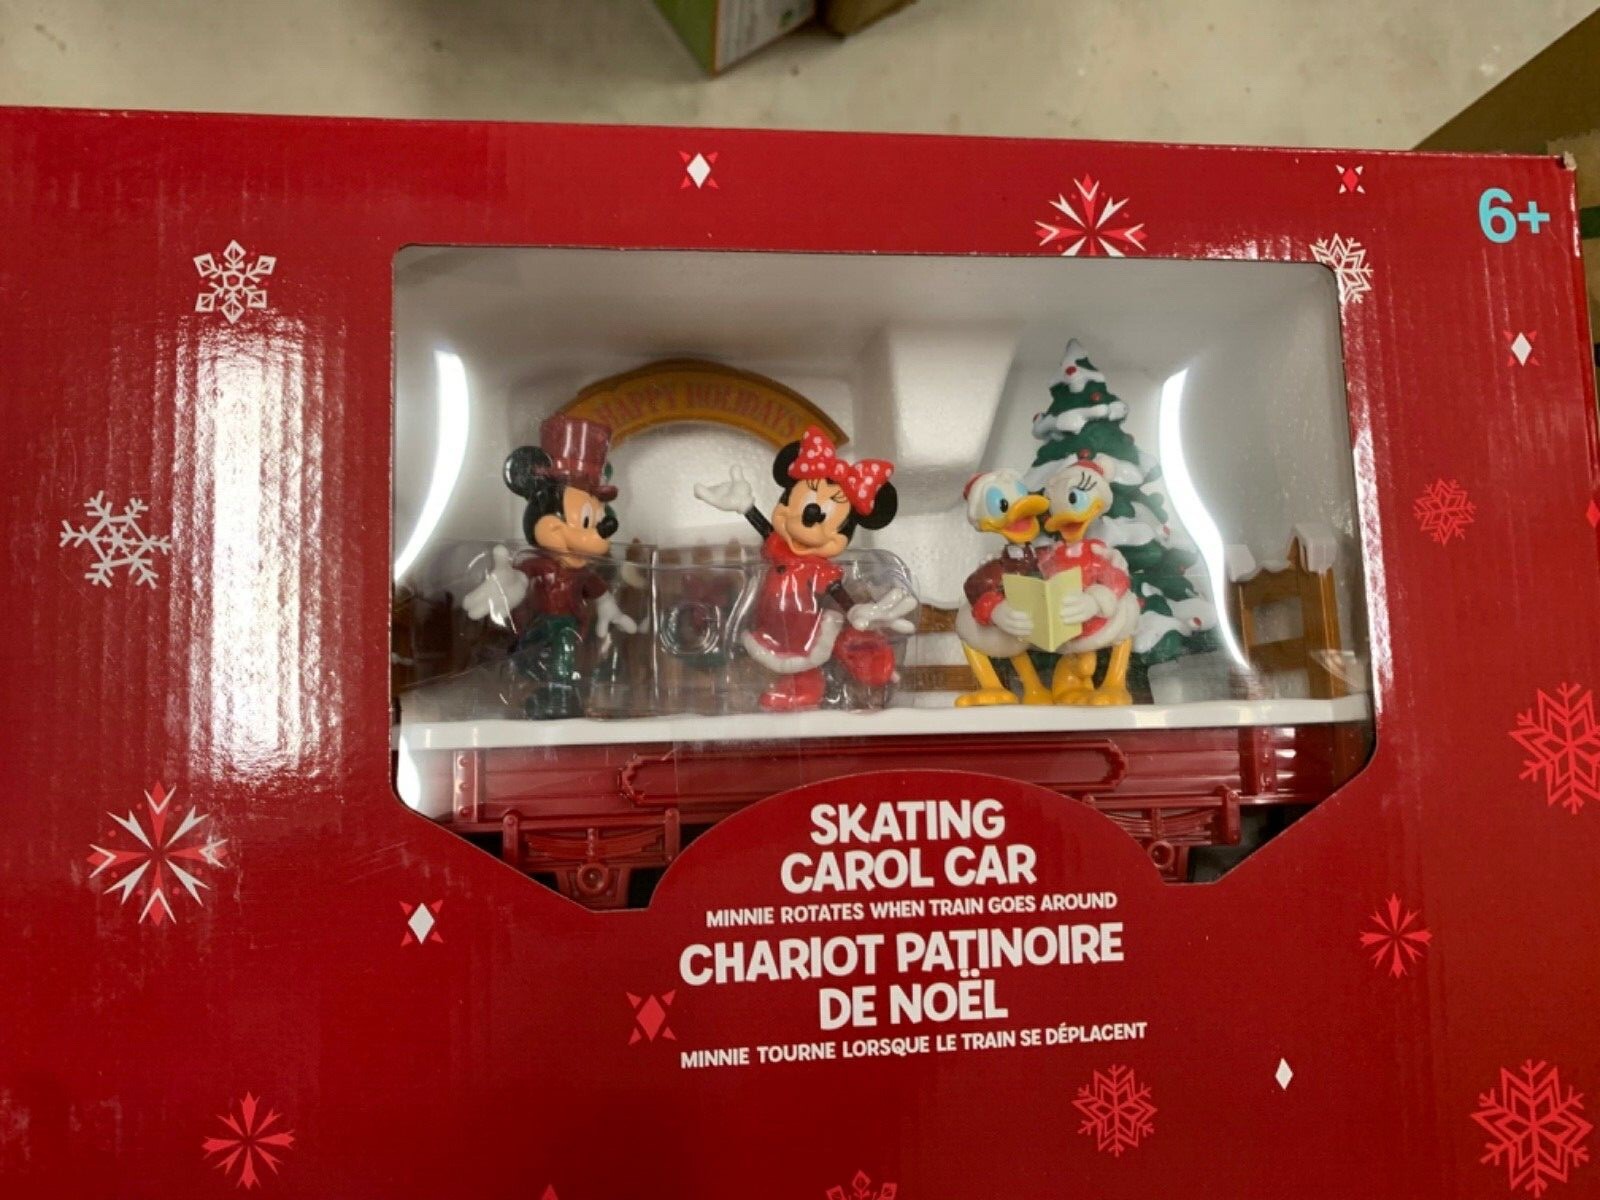 6+
HAPPY HOLIDAYS
SKATING
CAROL CAR
MINNIE ROTATES WHEN TRAIN GOES AROUND
CHARIOT PATINOIRE
DE NOËL
MINNIE TOURNE LORSQUE LE TRAIN SE DÉPLACENT